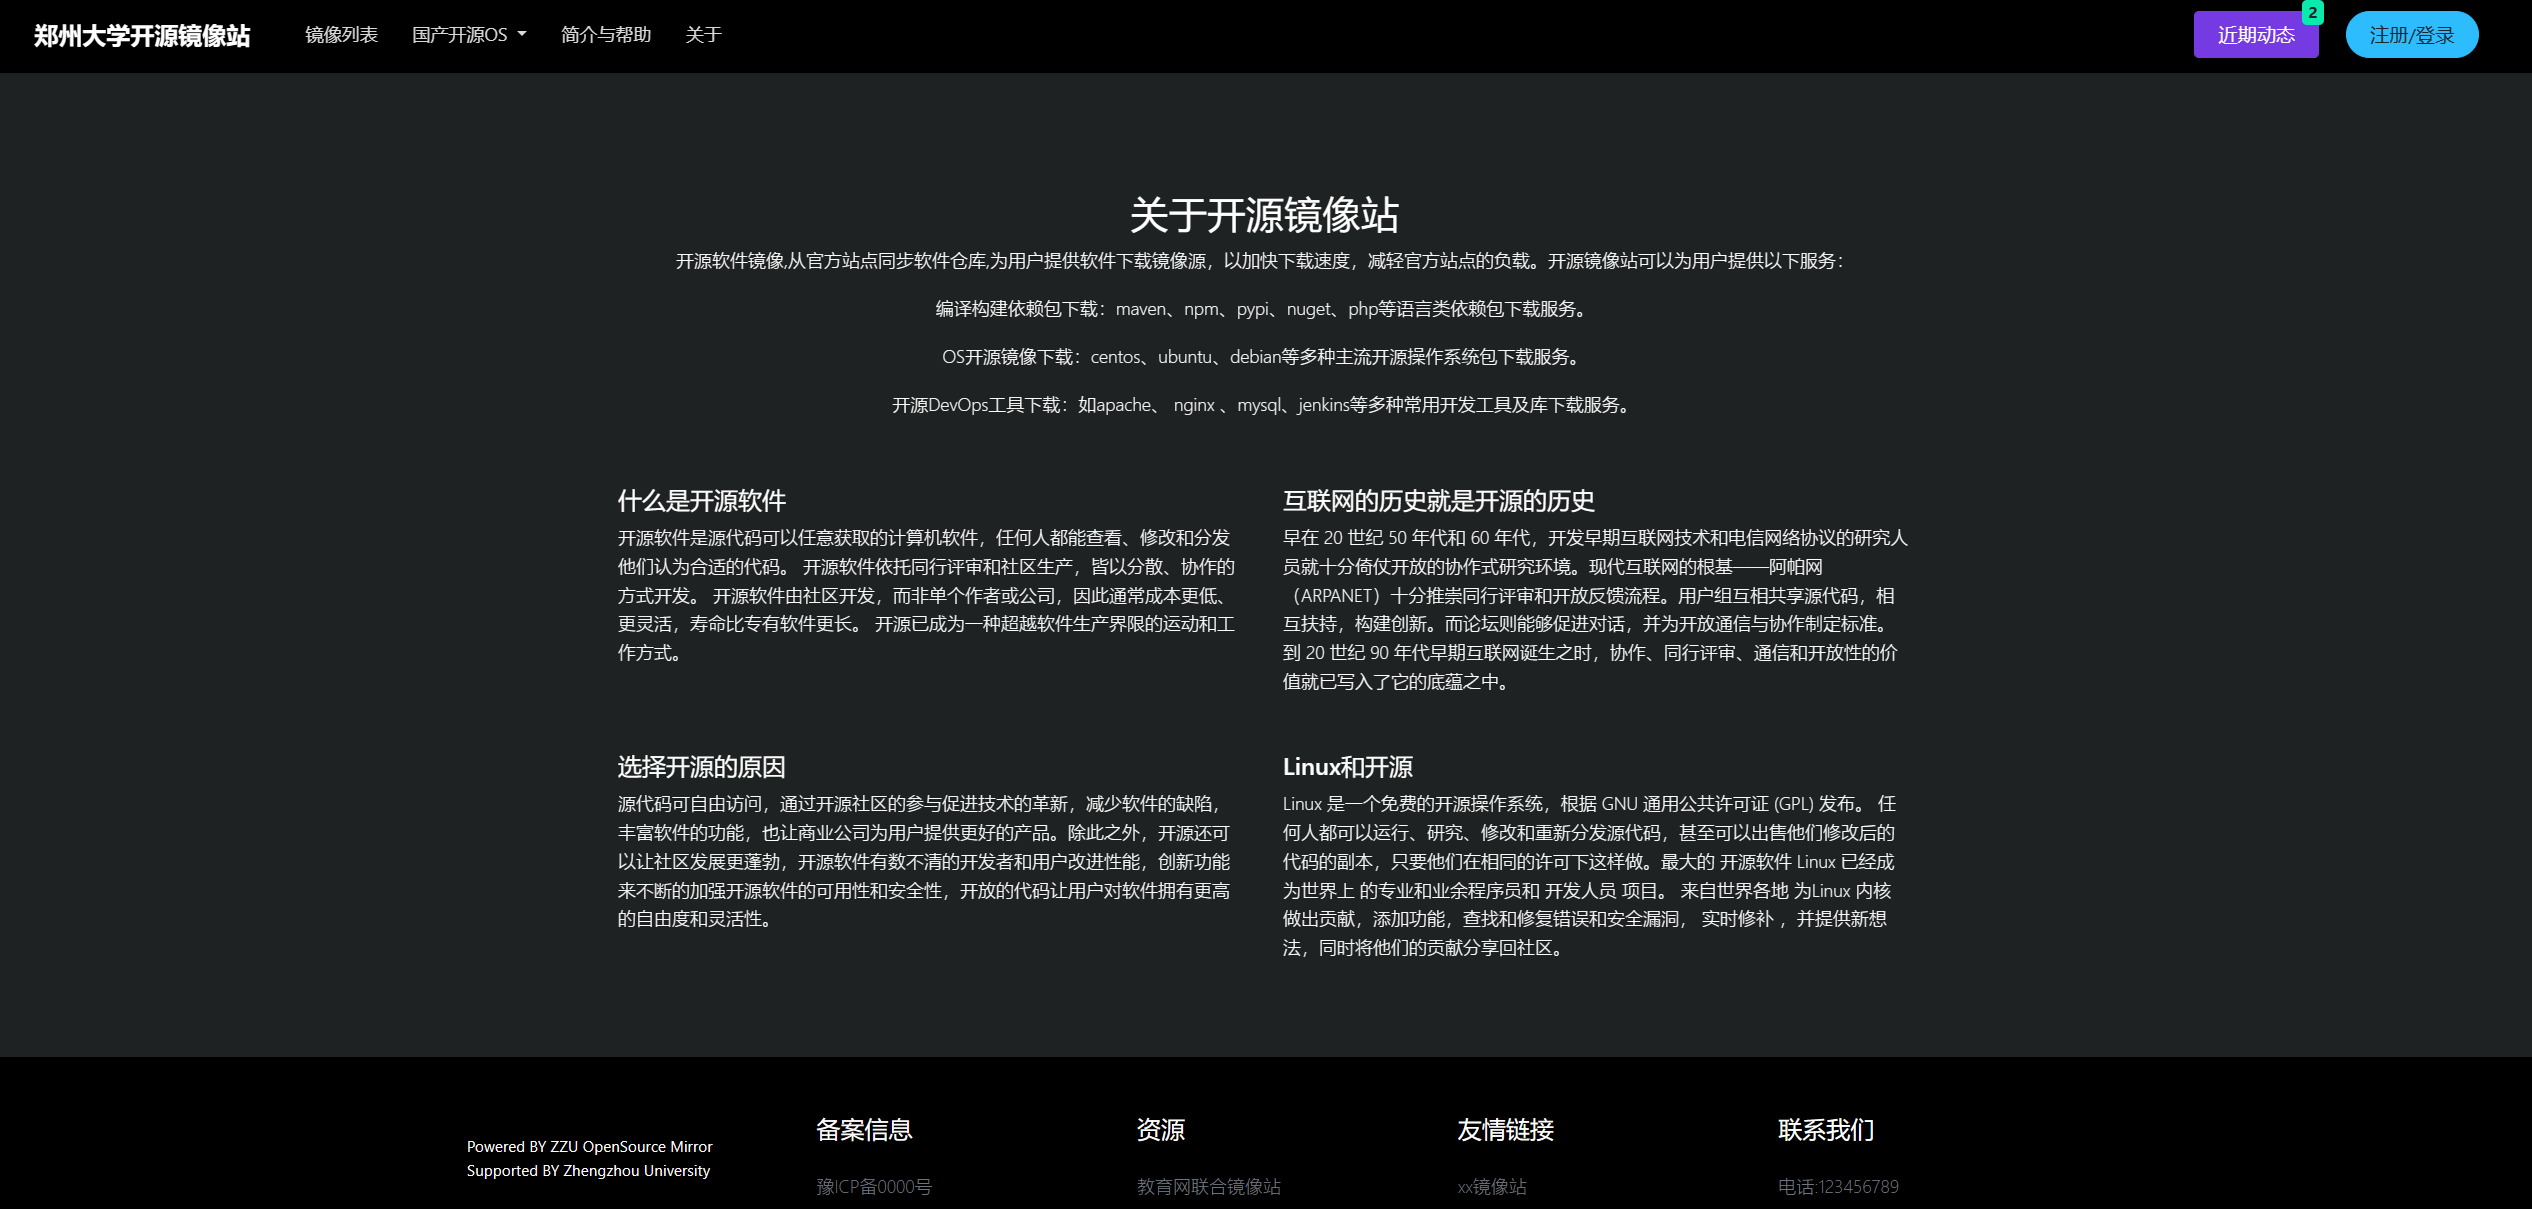 郑州大学开源镜像站
镜像列表
国产开源OS
简介与帮助
关于
近期动态
2
注册/登录
关于开源镜像站
开源软件镜像,从官方站点同步软件仓库,为用户提供软件下载镜像源，以加快下载速度，减轻官方站点的负载。开源镜像站可以为用户提供以下服务：
编译构建依赖包下载：maven、npm、pypi、nuget、php等语言类依赖包下载服务。
OS开源镜像下载：centos、ubuntu、debian等多种主流开源操作系统包下载服务。
开源DevOps工具下载：如apache、 nginx 、mysql、jenkins等多种常用开发工具及库下载服务。
什么是开源软件
开源软件是源代码可以任意获取的计算机软件，任何人都能查看、修改和分发
他们认为合适的代码。 开源软件依托同行评审和社区生产，皆以分散、协作的
方式开发。 开源软件由社区开发，而非单个作者或公司，因此通常成本更低、
更灵活，寿命比专有软件更长。 开源已成为一种超越软件生产界限的运动和工
作方式。
互联网的历史就是开源的历史
早在 20 世纪 50 年代和 60 年代，开发早期互联网技术和电信网络协议的研究人
员就十分倚仗开放的协作式研究环境。现代互联网的根基——阿帕网
（ARPANET）十分推崇同行评审和开放反馈流程。用户组互相共享源代码，相
互扶持，构建创新。而论坛则能够促进对话，并为开放通信与协作制定标准。
到 20 世纪 90 年代早期互联网诞生之时，协作、同行评审、通信和开放性的价
值就已写入了它的底蕴之中。
选择开源的原因
源代码可自由访问，通过开源社区的参与促进技术的革新，减少软件的缺陷，
丰富软件的功能，也让商业公司为用户提供更好的产品。除此之外，开源还可
以让社区发展更蓬勃，开源软件有数不清的开发者和用户改进性能，创新功能
来不断的加强开源软件的可用性和安全性，开放的代码让用户对软件拥有更高
的自由度和灵活性。
Linux和开源
Linux 是一个免费的开源操作系统，根据 GNU 通用公共许可证 (GPL) 发布。 任
何人都可以运行、研究、修改和重新分发源代码，甚至可以出售他们修改后的
代码的副本，只要他们在相同的许可下这样做。最大的 开源软件 Linux 已经成
为世界上 的专业和业余程序员和 开发人员 项目。 来自世界各地 为Linux 内核
做出贡献，添加功能，查找和修复错误和安全漏洞， 实时修补 ，并提供新想
法，同时将他们的贡献分享回社区。
Powered BY ZZU OpenSource Mirror
Supported BY Zhengzhou University
备案信息
豫ICP备0000号
资源
教育网联合镜像站
友情链接
xx镜像站
联系我们
电话:123456789